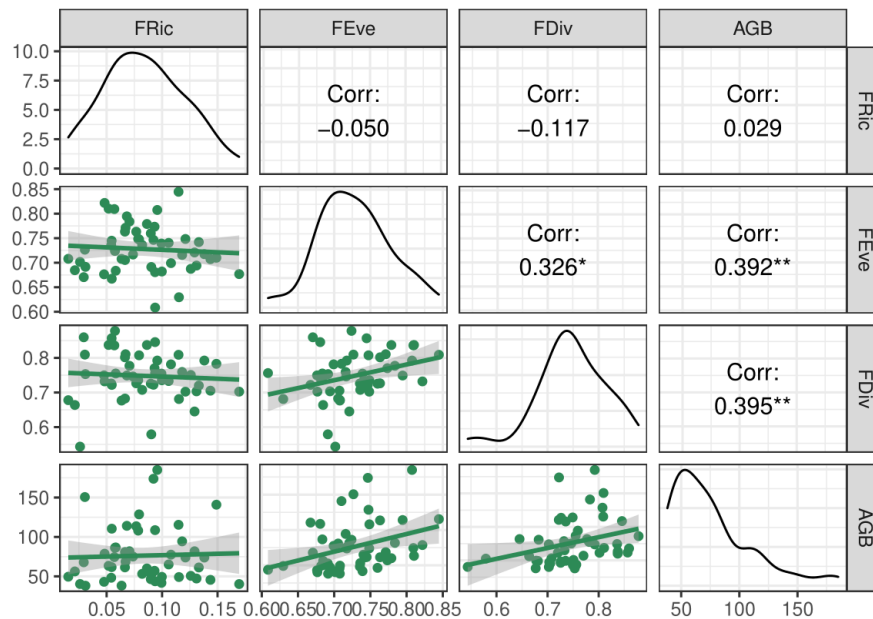 FRic FEve FDiv AGB
10.0
7.5
5.0
2.5
0.0
Corr:
−0.050
Corr:
−0.117
Corr:
0.029
FRic
0.85
0.80
0.75
0.70
0.65
0.60
Corr:
0.326*
Corr:
0.392**
FEve
0.8
0.7
0.6
Corr:
0.395**
FDiv
150
100
50
AGB
0.05 0.10 0.15 0.600 0.65 0.70 0.75 0.80 0.85 0.6 0.7 0.8 50 100 150